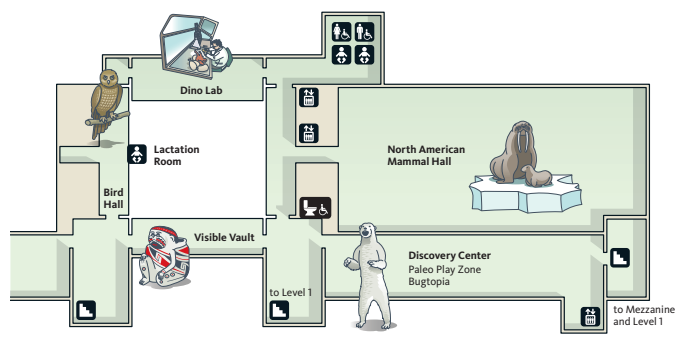 Dino Lab
North American
Mammal Hall
Lactation
Room
Bird
Hall
Visible Vault
Discovery Center
Paleo Play Zone
Bugtopia
to Level 1
to Mezzanine
and Level 1